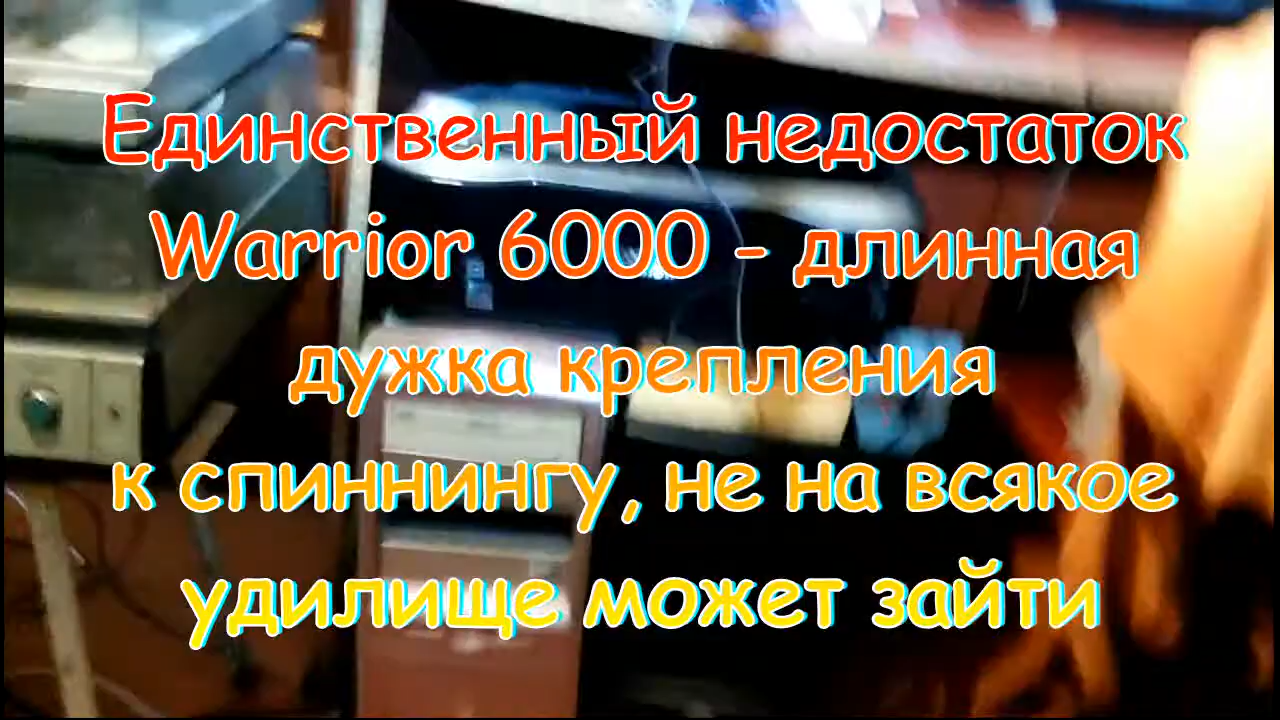 Единственный недостаток
Warrior 6000 - длинная
дужка крепления
к спиннингу, не на всякое
удилище может зайти